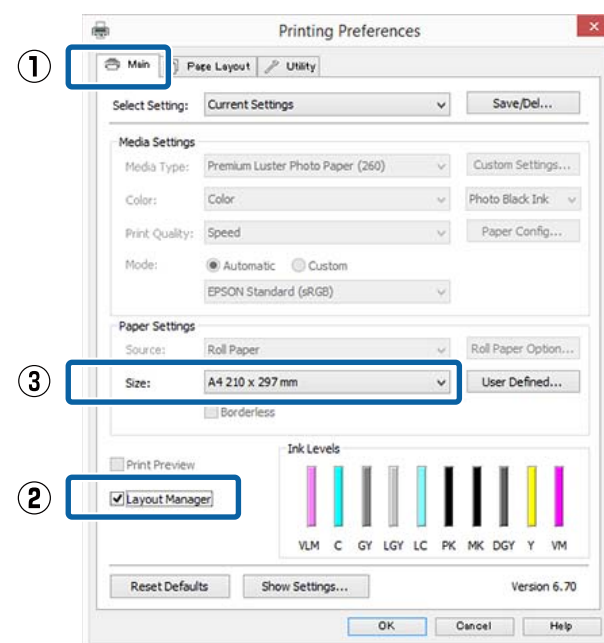 Printing Preferences
①
Main
Page Layout
Utility
Select Setting:
Current Settings
Save/Del...
Media Settings
Media Type:
Premium Luster Photo Paper (260)
Custom Settings...
Color:
Color
Photo Black Ink
Print Quality:
Speed
Paper Config...
Mode:
Automatic
Custom
EPSON Standard (sRGB)
Paper Settings
Source:
Roll Paper
Roll Paper Option...
③
Size:
A4 210 x 297 mm
User Defined...
Borderless
Ink Levels
Print Preview
②
Layout Manager
VLM C GY LGY LC PK MK DGY Y VM
Reset Defaults
Show Settings...
Version 6.70
OK
Cancel
Help